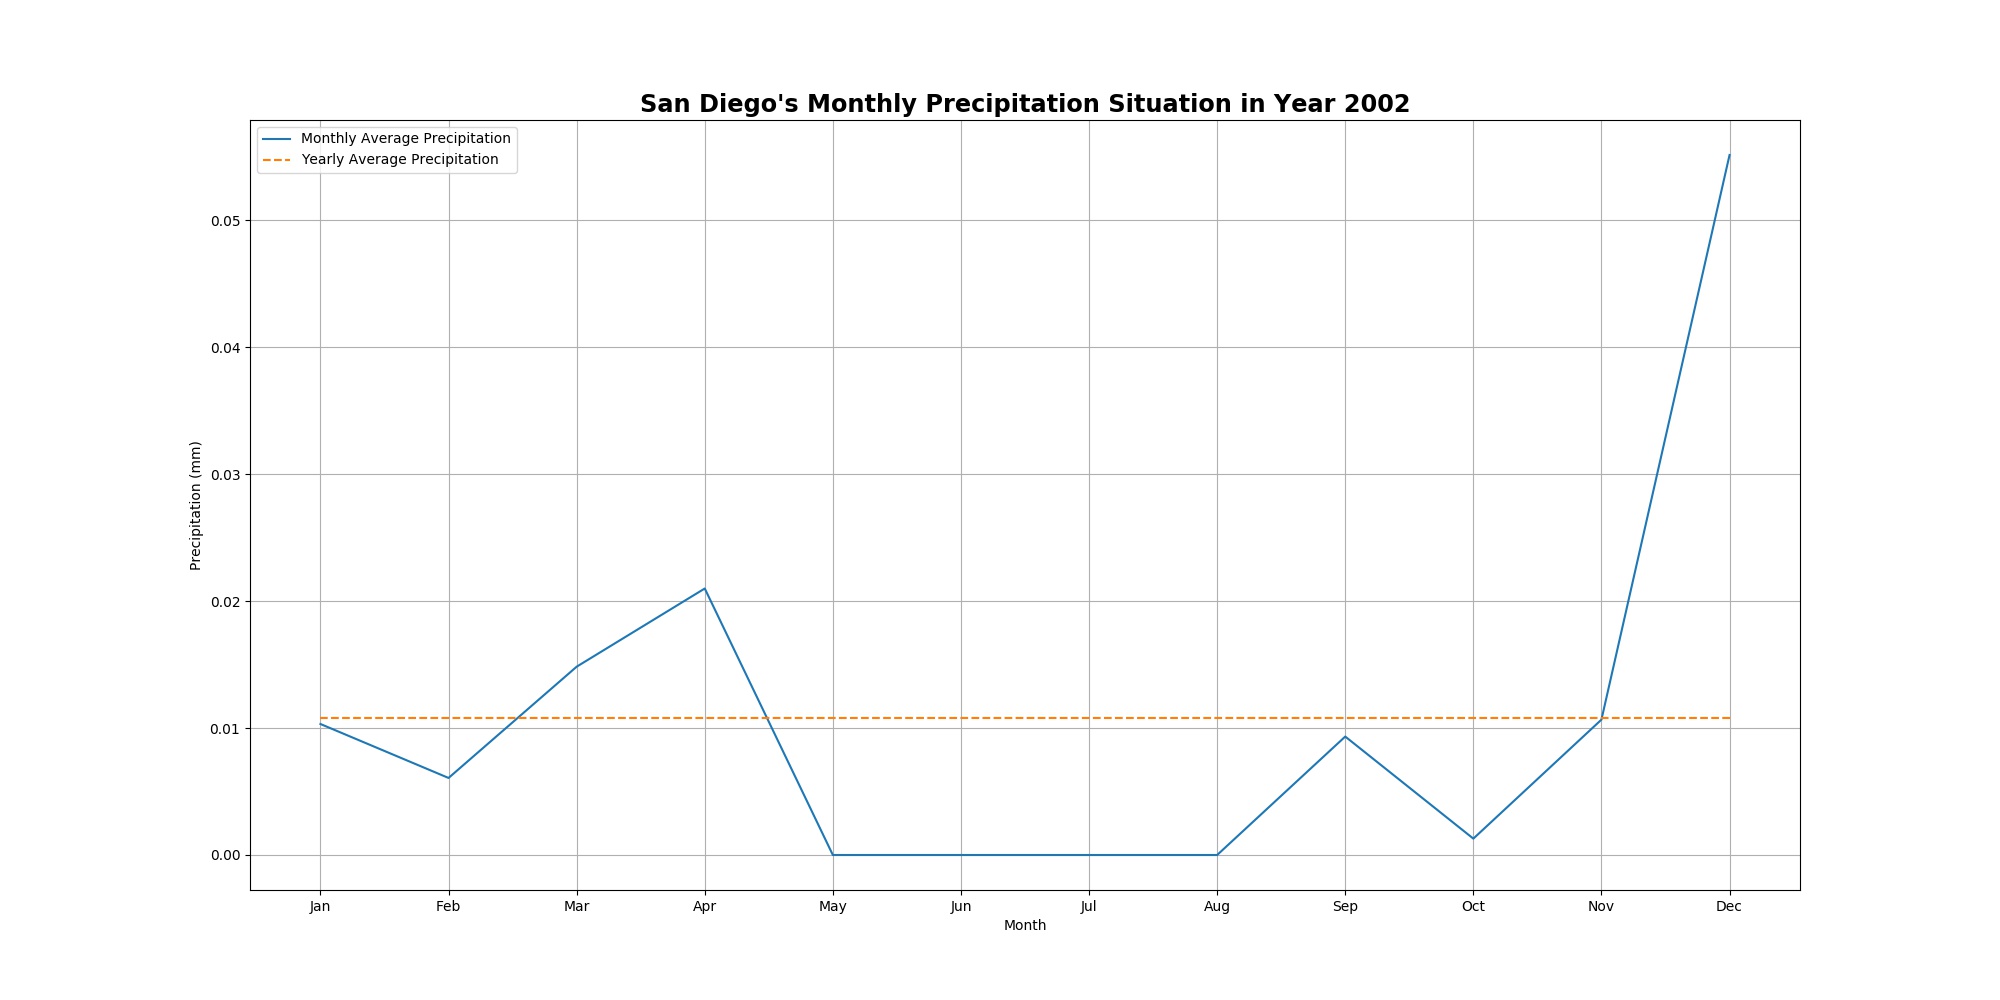 San Diego's Monthly Precipitation Situation in Year 2002
Monthly Average Precipitation
Yearly Average Precipitation
0.05
0.04
0.03
0.02
0.01
0.00
Precipitation (mm)
Jan Feb Mar Apr May Jun Jul Aug Sep Oct Nov Dec
Month